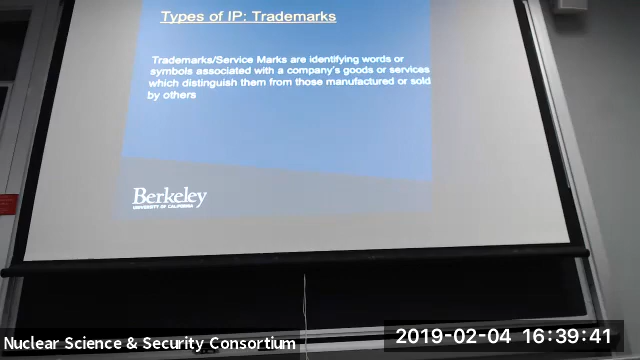 Types of IP: Trademarks
Trademarks/Service Marks are identifying words or
symbols associated with a company's goods or services
which distinguish them from those manufactured or sold
by others
Berkeley
UNIVERSITY OF CALIFORNIA
Nuclear Science & Security Consortium
2019-02-04 16:39:41